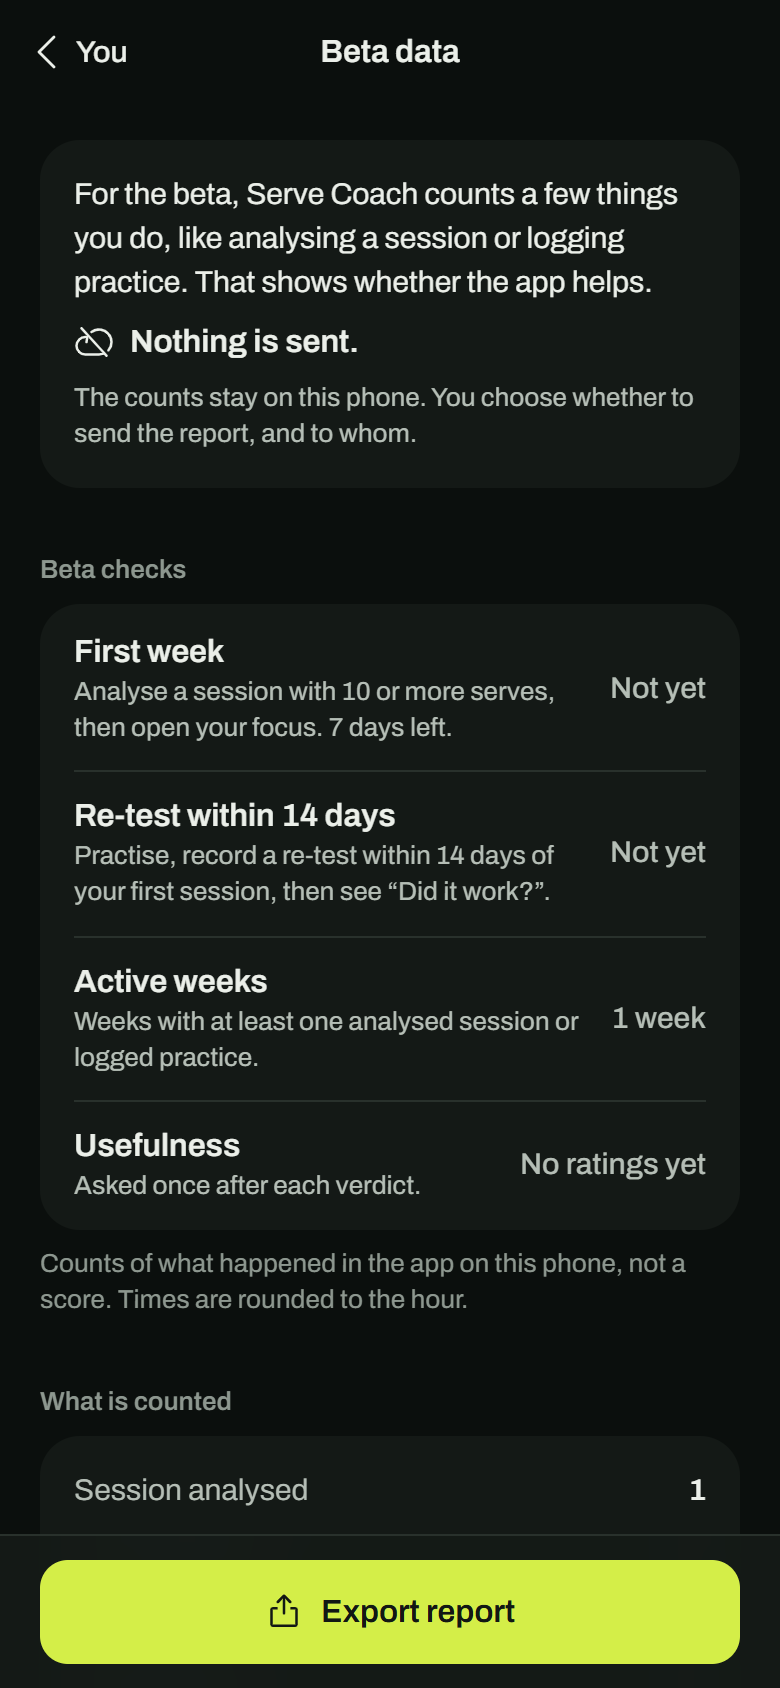 You
Beta data
For the beta, Serve Coach counts a few things
you do, like analysing a session or logging
practice. That shows whether the app helps.
Nothing is sent.
The counts stay on this phone. You choose whether to
send the report, and to whom.
Beta checks
First week
Analyse a session with 10 or more serves,
then open your focus. 7 days left.
Not yet
Re-test within 14 days
Practise, record a re-test within 14 days of
your first session, then see “Did it work?”.
Not yet
Active weeks
Weeks with at least one analysed session or
logged practice.
1 week
Usefulness
Asked once after each verdict.
No ratings yet
Counts of what happened in the app on this phone, not a
score. Times are rounded to the hour.
What is counted
Session analysed
1
Export report